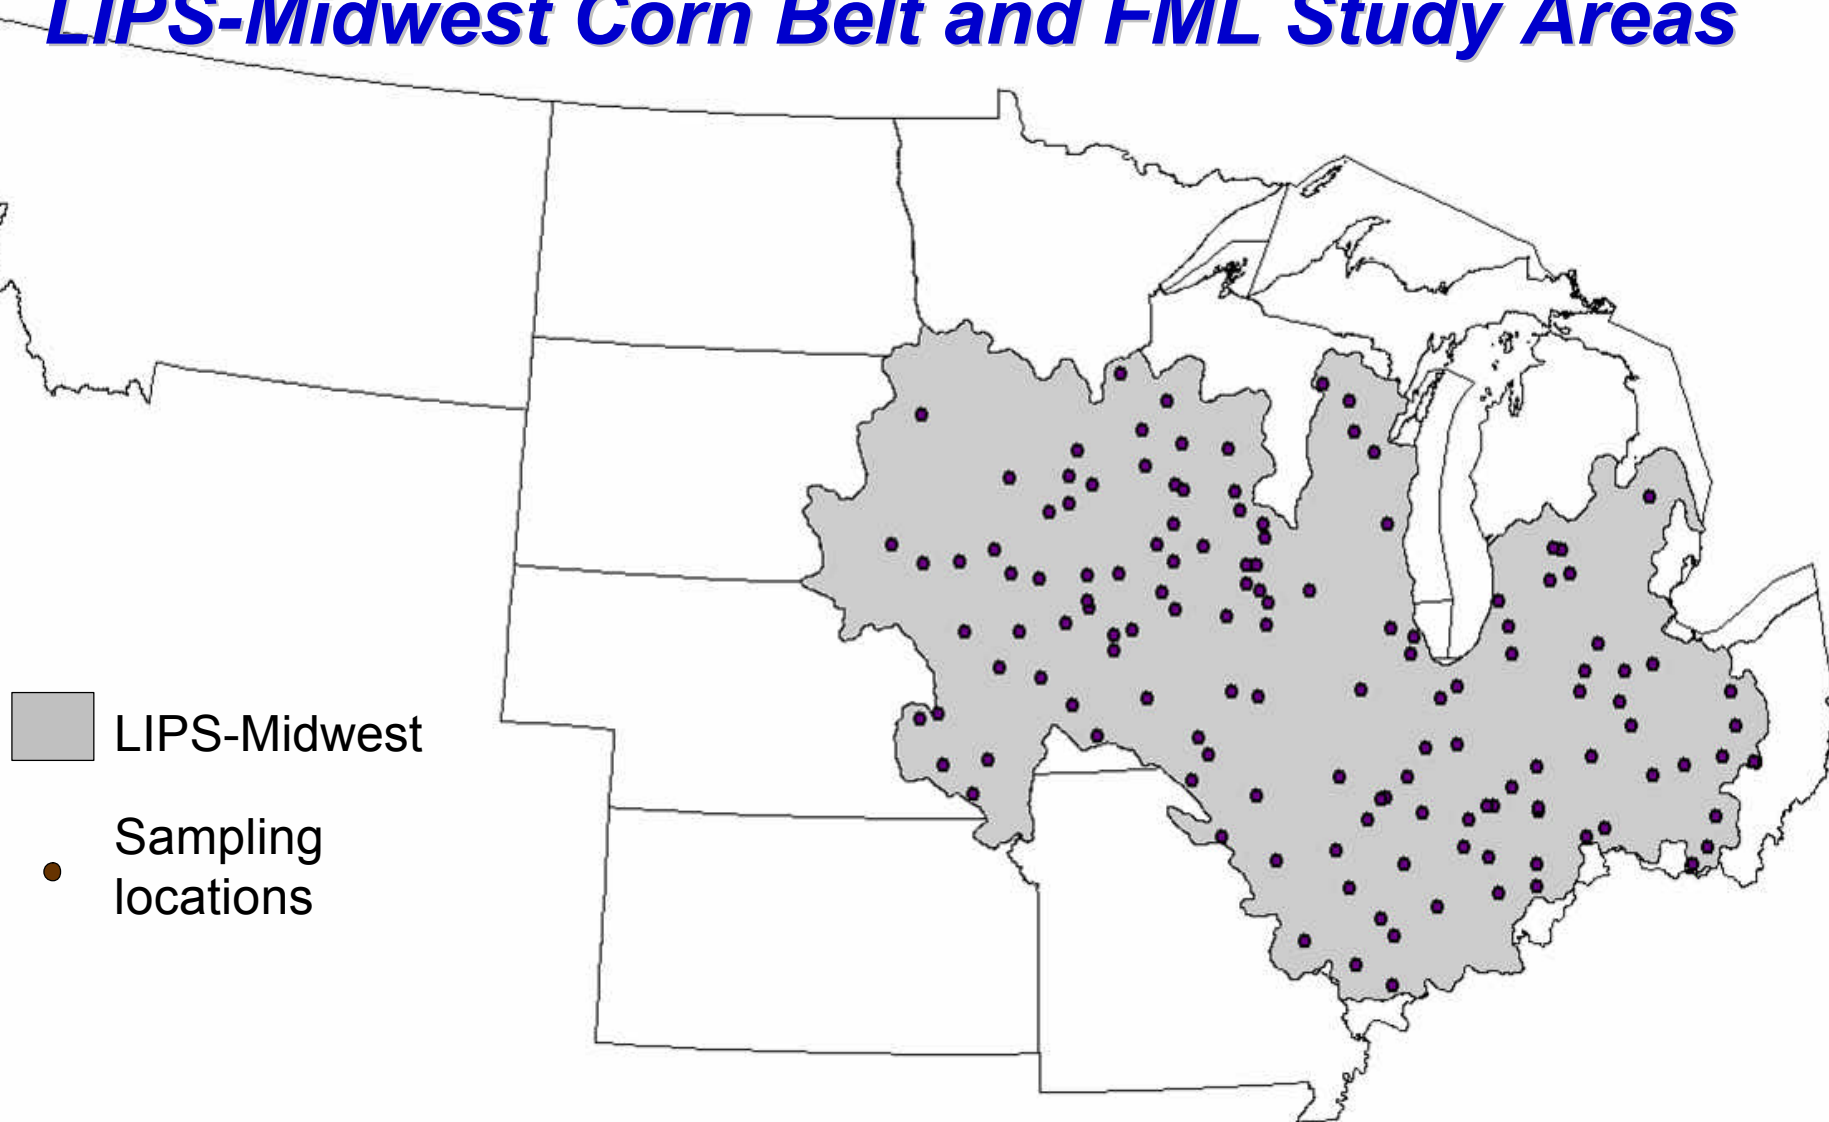 LIPS-Midwest Corn Belt and FML Study Areas
LIPS-Midwest
Sampling
locations